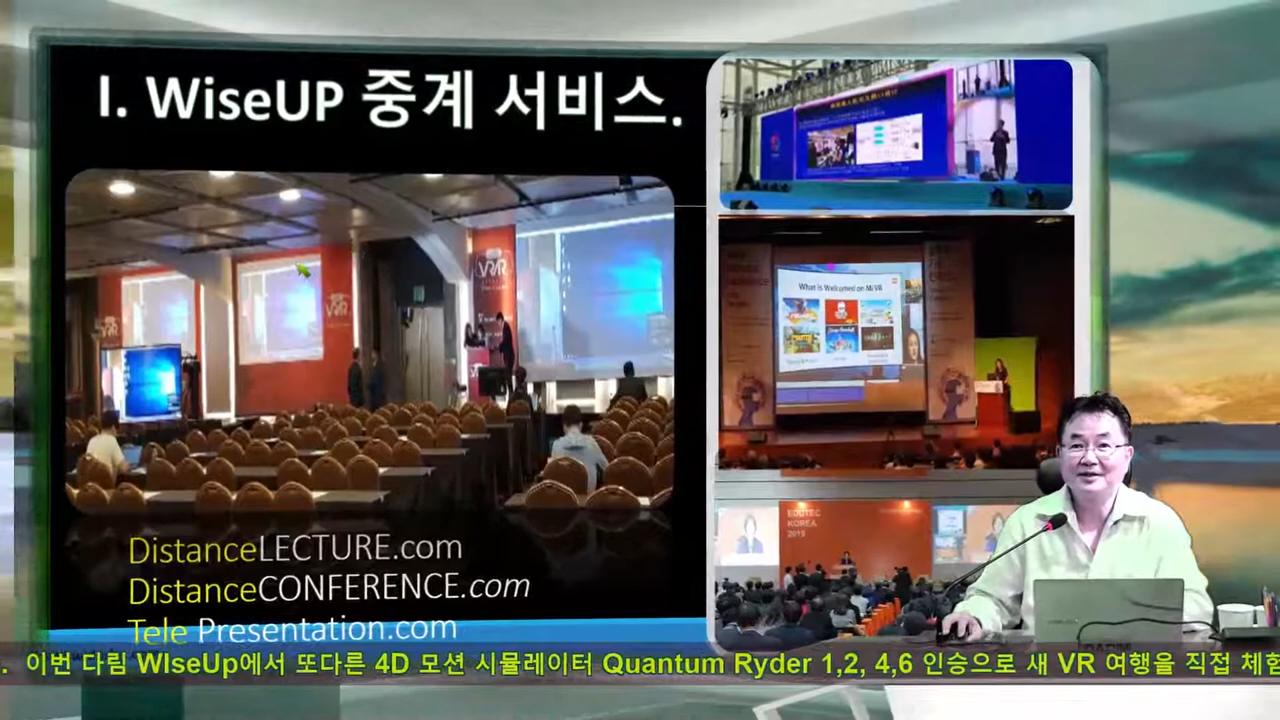 I. WiseUP 중계 서비스.
VR/AR
What is Welcomed on Mi VR
EDUTEC
KOREA
2019
DistanceLECTURE.com
DistanceCONFERENCE.com
Tele Presentation.com
. 이번 다림 WIseUp에서 또다른 4D 모션 시뮬레이터 Quantum Ryder 1,2, 4,6 인승으로 새 VR 여행을 직접 체험